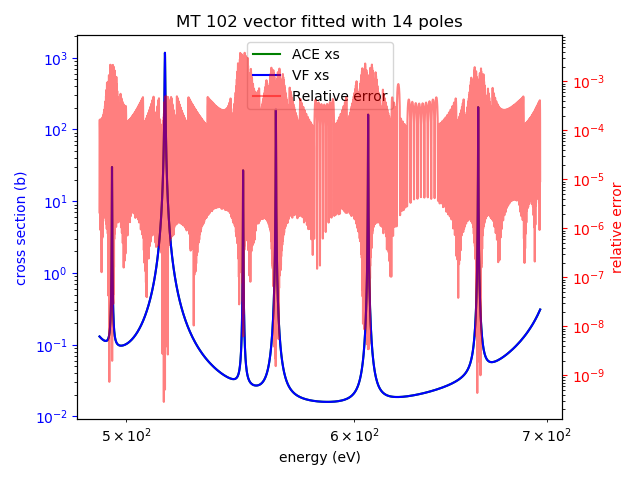 MT 102 vector fitted with 14 poles
ACE xs
VF xs
Relative error
cross section (b)
10³
10²
10¹
10⁰
10⁻¹
10⁻²
relative error
10⁻³
10⁻⁴
10⁻⁵
10⁻⁶
10⁻⁷
10⁻⁸
10⁻⁹
5 × 10² 6 × 10² 7 × 10²
energy (eV)